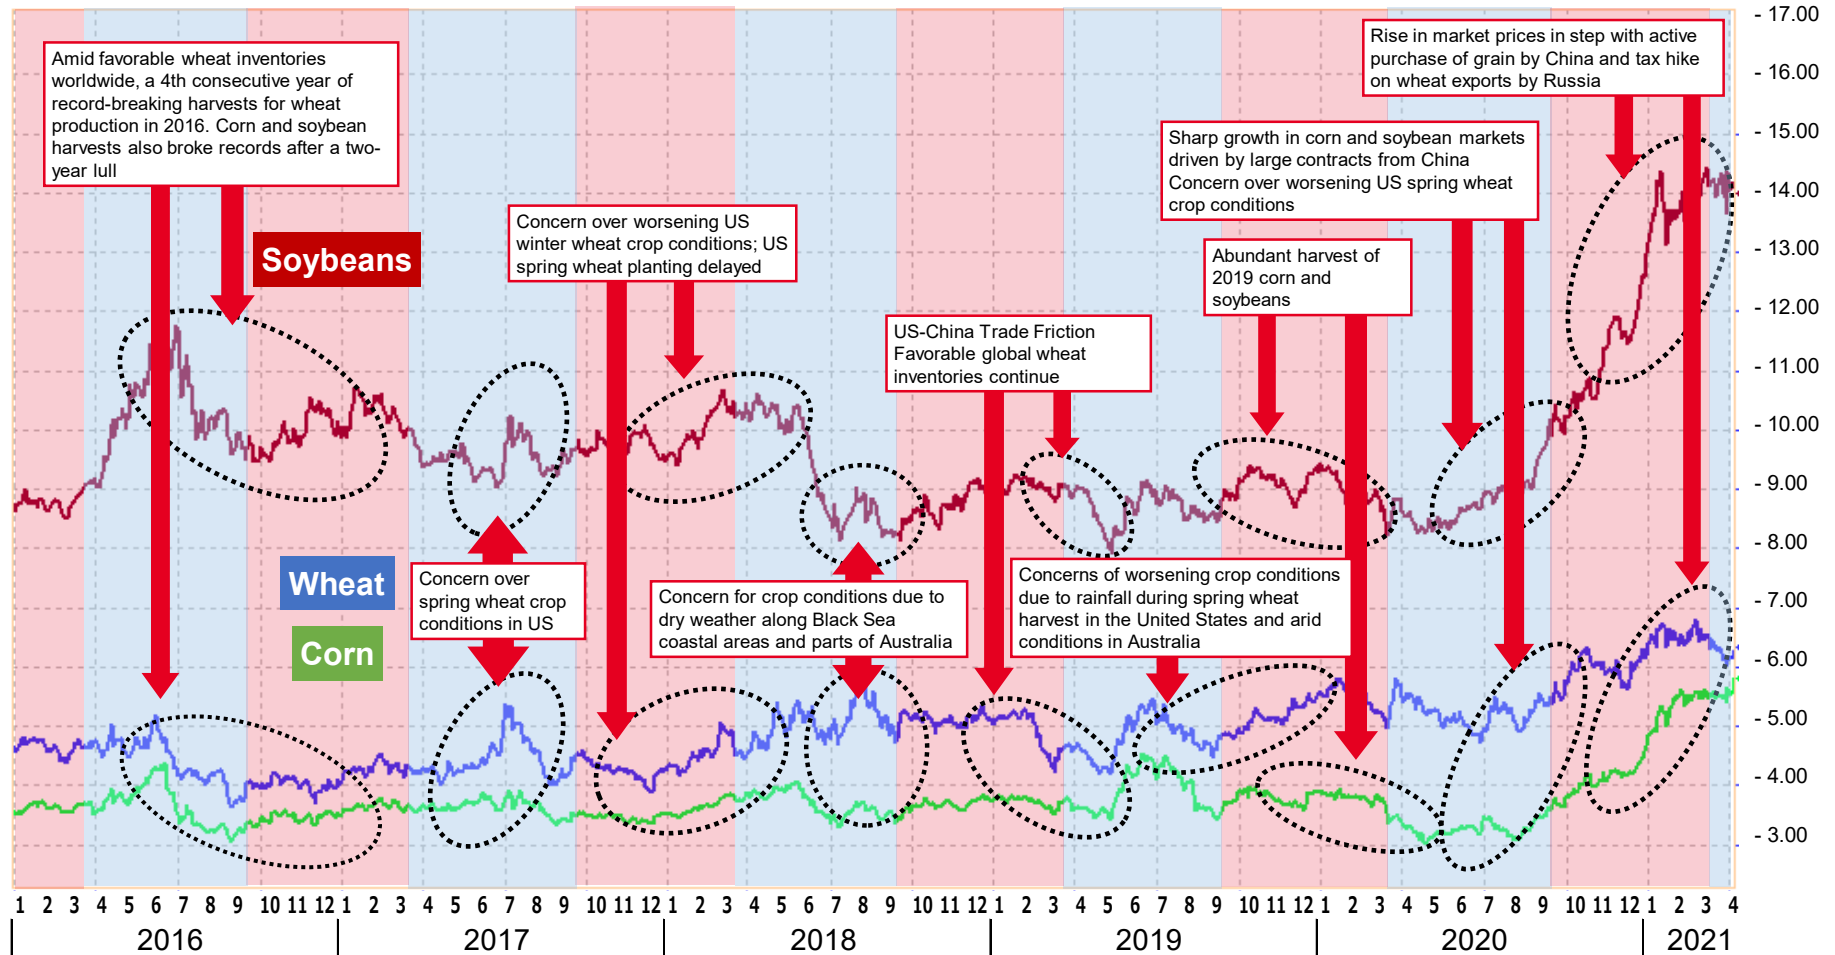 Amid favorable wheat inventories
worldwide, a 4th consecutive year of
record-breaking harvests for wheat
production in 2016. Corn and soybean
harvests also broke records after a two-
year lull
Soybeans
Wheat
Corn
Concern over
spring wheat crop
conditions in US
Concern over worsening US
winter wheat crop conditions; US
spring wheat planting delayed
Concern for crop conditions due to
dry weather along Black Sea
coastal areas and parts of Australia
US-China Trade Friction
Favorable global wheat
inventories continue
Concerns of worsening crop conditions
due to rainfall during spring wheat
harvest in the United States and arid
conditions in Australia
Abundant harvest of
2019 corn and
soybeans
Sharp growth in corn and soybean markets
driven by large contracts from China
Concern over worsening US spring wheat
crop conditions
Rise in market prices in step with active
purchase of grain by China and tax hike
on wheat exports by Russia
- 17.00
- 16.00
- 15.00
- 14.00
- 13.00
- 12.00
- 11.00
- 10.00
- 9.00
- 8.00
- 7.00
- 6.00
- 5.00
- 4.00
- 3.00
1 2 3 4 5 6 7 8 9 10 11 12 1 2 3 4 5 6 7 8 9 10 11 12 1 2 3 4 5 6 7 8 9 10 11 12 1 2 3 4 5 6 7 8 9 10 11 12 1 2 3 4 5 6 7 8 9 10 11 12 1 2 3 4
2016 2017 2018 2019 2020 2021